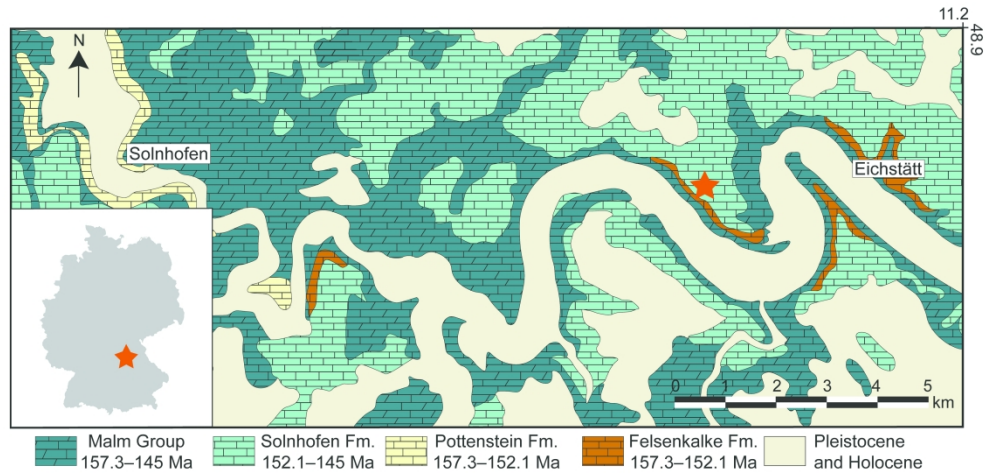 11.2
48.9
N
Solnhofen
Eichstätt
0 1 2 3 4 5
km
Malm Group
157.3–145 Ma
Solnhofen Fm.
152.1–145 Ma
Pottenstein Fm.
157.3–152.1 Ma
Felsenkalke Fm.
157.3–152.1 Ma
Pleistocene
and Holocene